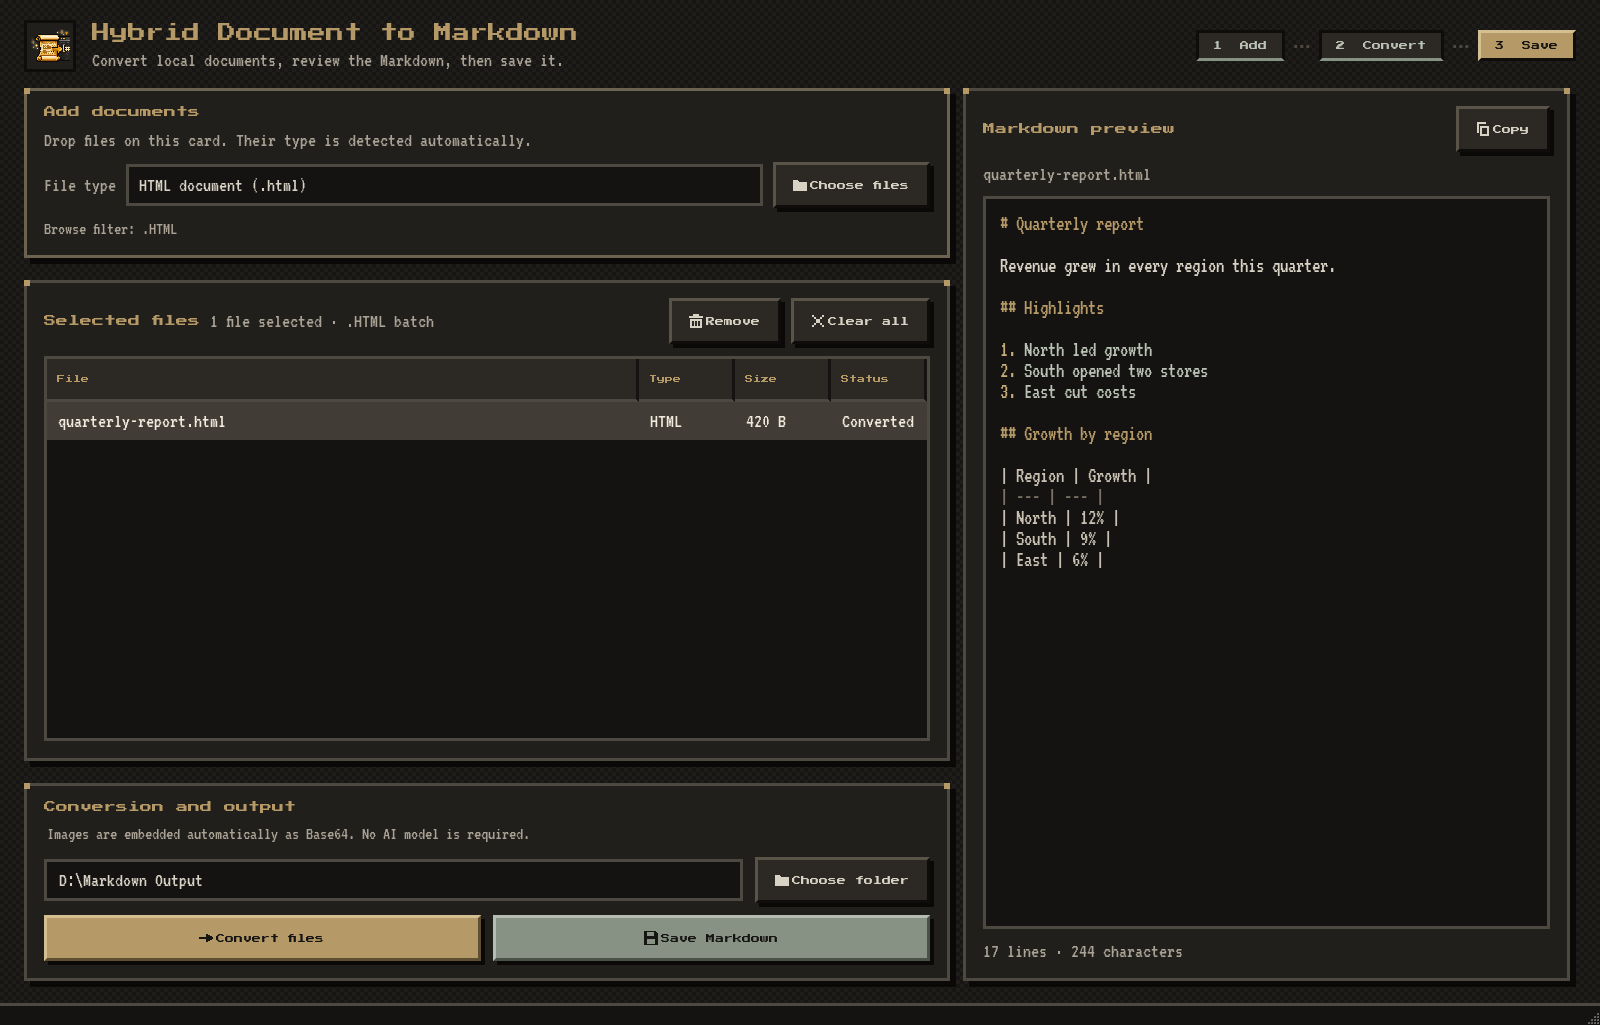 Hybrid Document to Markdown
Convert local documents, review the Markdown, then save it.
1 Add
2 Convert
3 Save
Add documents
Drop files on this card. Their type is detected automatically.
File type
HTML document (.html)
Choose files
Browse filter: .HTML
Selected files 1 file selected · .HTML batch
Remove
Clear all
File Type Size Status
quarterly-report.html HTML 420 B Converted
Conversion and output
Images are embedded automatically as Base64. No AI model is required.
D:\Markdown Output
Choose folder
Convert files
Save Markdown
Markdown preview
Copy
quarterly-report.html
# Quarterly report
Revenue grew in every region this quarter.
## Highlights
1. North led growth
2. South opened two stores
3. East cut costs
## Growth by region
| Region | Growth |
| --- | --- |
| North | 12% |
| South | 9% |
| East | 6% |
17 lines · 244 characters